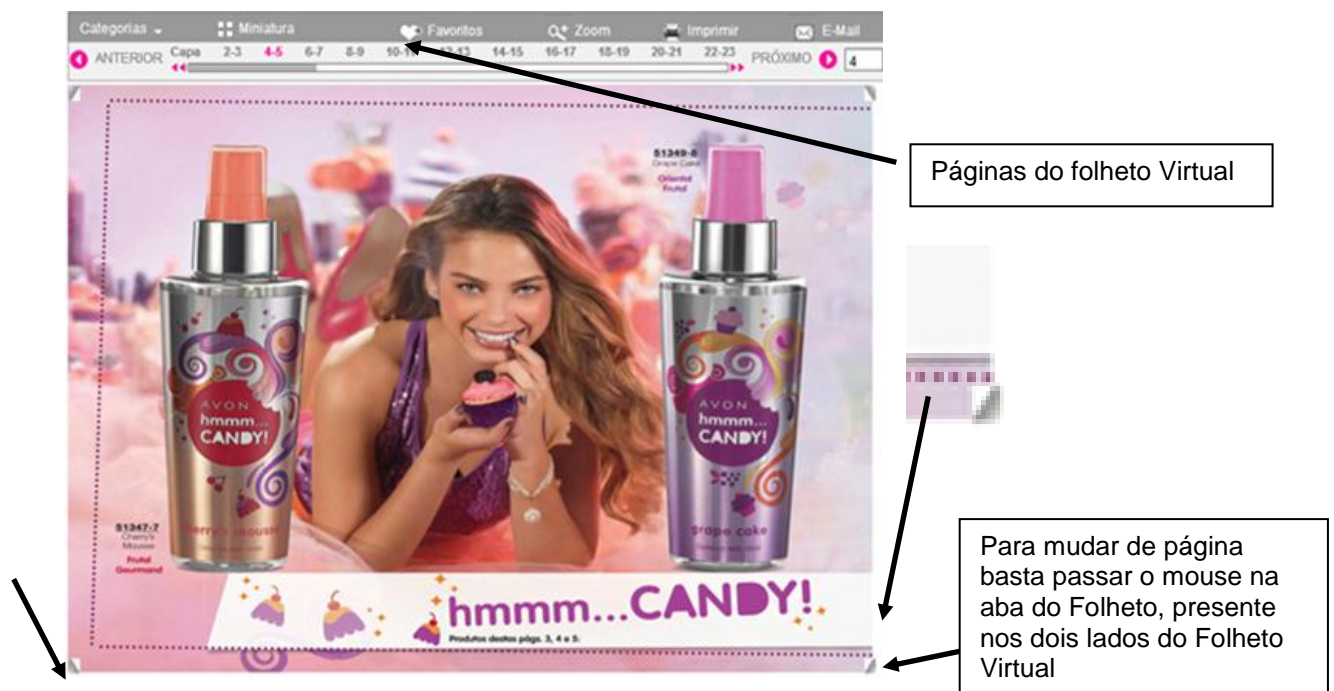 Categorias Miniatura Favoritos Zoom Imprimir E-Mail
ANTERIOR Capa 2-3 4-5 6-7 8-9 14-15 16-17 18-19 20-21 22-23 PRÓXIMO 4
Páginas do folheto Virtual
51349-8
Grape Cake
Oriental
Frutal
AVON
hmmm...
CANDY!
AVON
hmmm...
CANDY!
grape cake
51347-7
Cherry's
Mousse
Frutal
Gourmand
hmmm...CANDY!
Produtos destas págs. 3, 4 e 5.
Para mudar de página
basta passar o mouse na
aba do Folheto, presente
nos dois lados do Folheto
Virtual